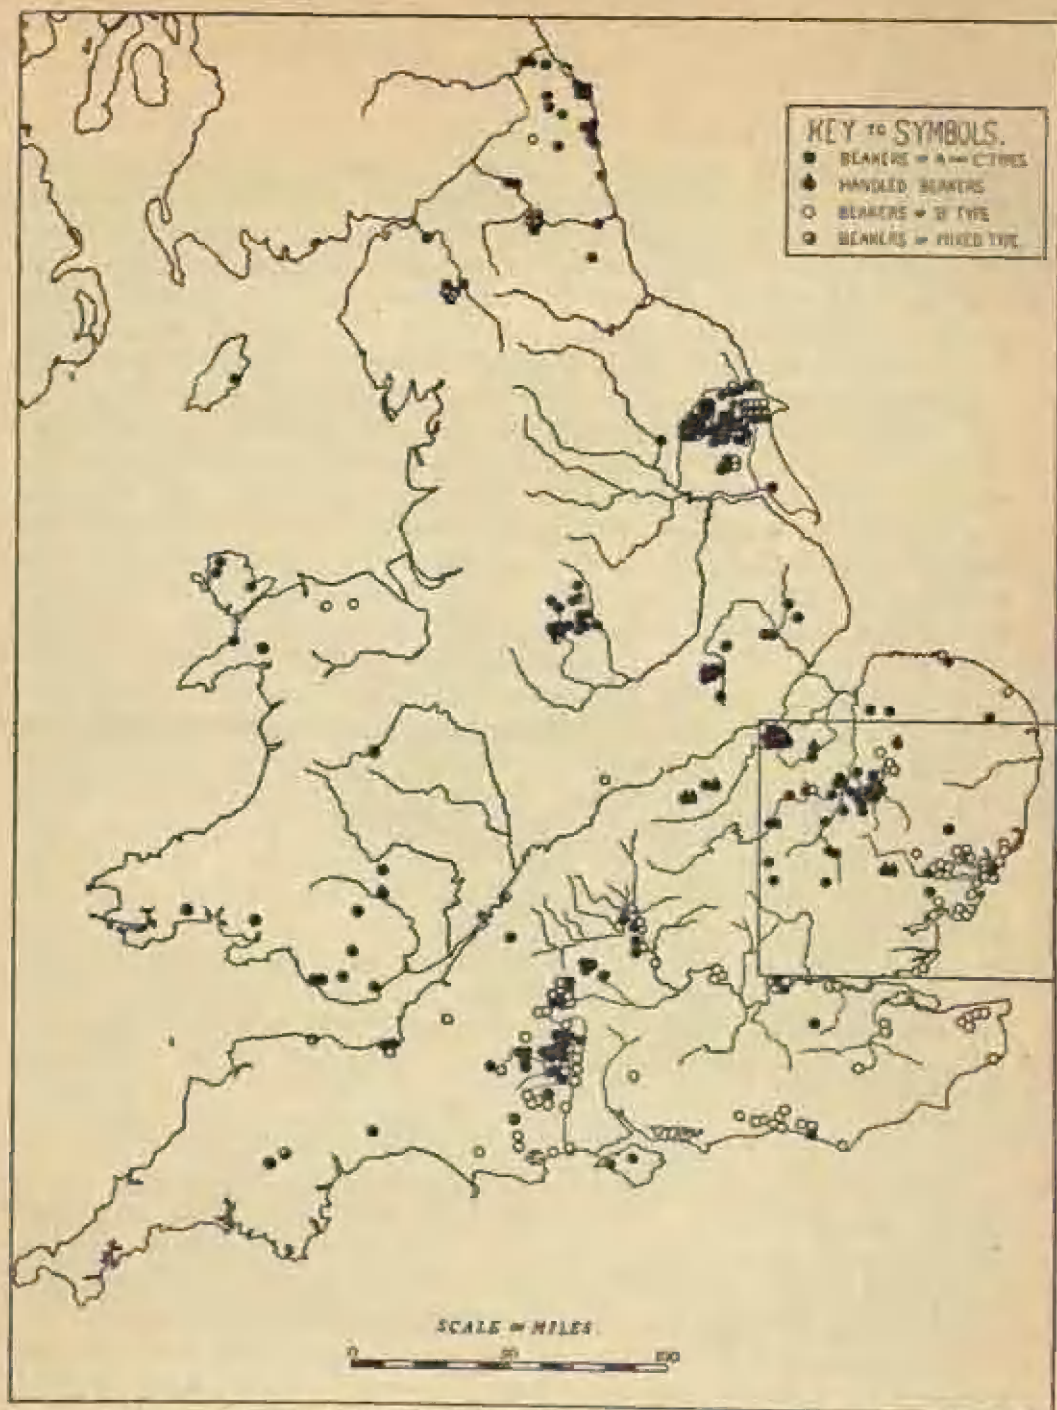 KEY TO SYMBOLS.
BEAKERS OF A AND C TYPES
HANDLED BEAKERS
BEAKERS OF B TYPE
BEAKERS OF MIXED TYPE.
SCALE OF MILES.
0 50 100